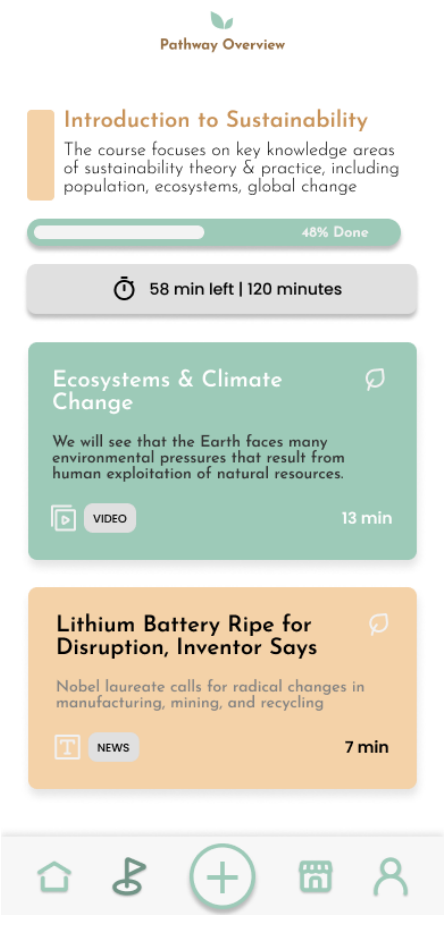 Pathway Overview
Introduction to Sustainability
The course focuses on key knowledge areas
of sustainability theory & practice, including
population, ecosystems, global change
48% Done
58 min left | 120 minutes
Ecosystems & Climate
Change
We will see that the Earth faces many
environmental pressures that result from
human exploitation of natural resources.
VIDEO
13 min
Lithium Battery Ripe for
Disruption, Inventor Says
Nobel laureate calls for radical changes in
manufacturing, mining, and recycling
T
NEWS
7 min